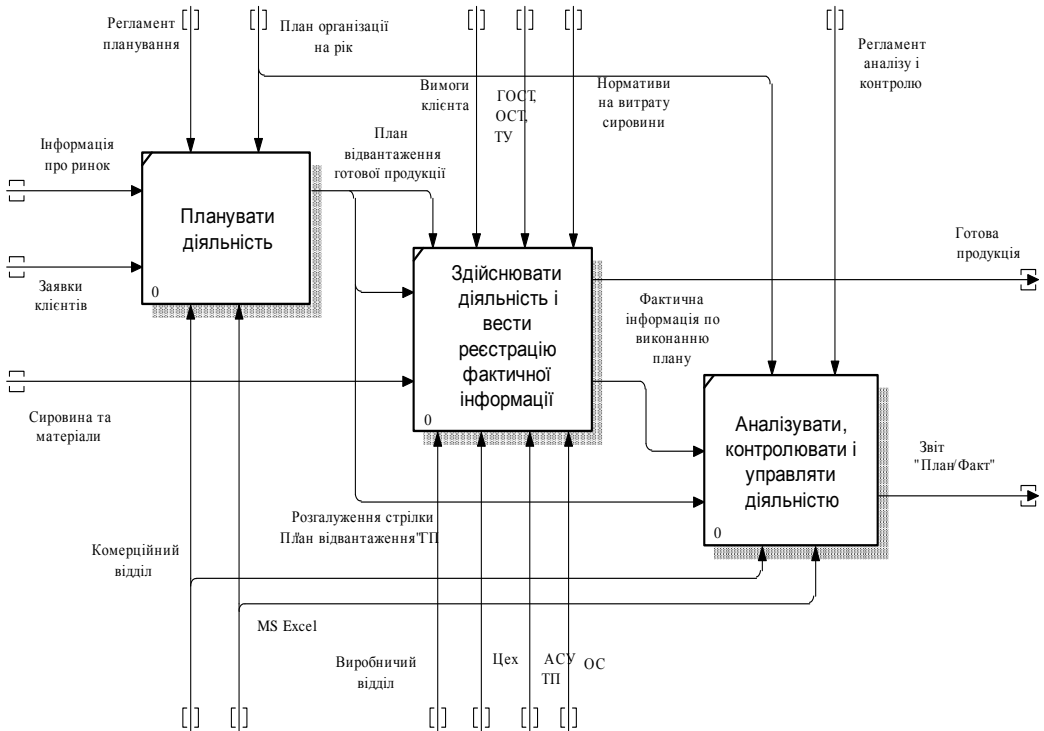 Регламент
планування
План організації
на рік
Вимоги
клієнта
ГОСТ,
ОСТ,
ТУ
Нормативи
на витрату
сировини
Регламент
аналізу і
контролю
Інформація
про ринок
План
відвантаження
готової продукції
Планувати
діяльність
0
Заявки
клієнтів
Здійснювати
діяльність і
вести
реєстрацію
фактичної
інформації
0
Готова
продукція
Фактична
інформація по
виконанню
плану
Сировина та
матеріали
Аналізувати,
контролювати і
управляти
діяльністю
0
Звіт
"План/Факт"
Розгалуження стрілки
"План відвантаження ГП"
Комерційний
відділ
MS Excel
Виробничий
відділ
Цех
АСУ
ТП
ОС